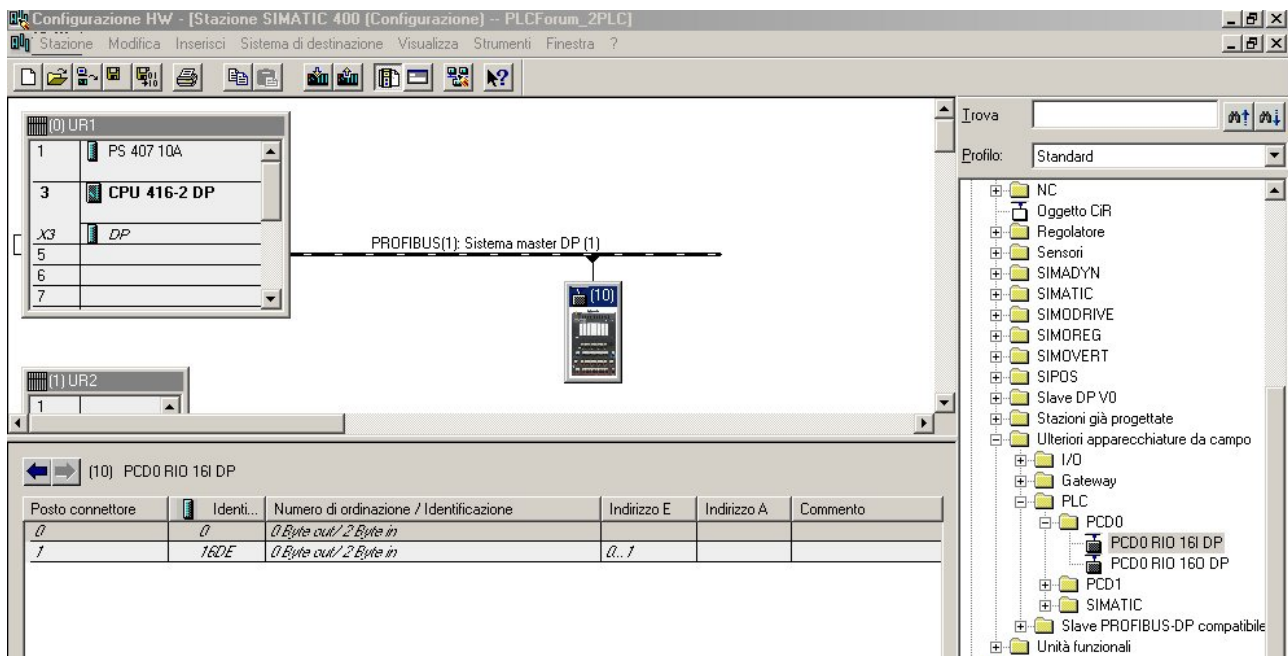 Configurazione HW - [Stazione SIMATIC 400 (Configurazione) -- PLCForum_2PLC]
Stazione Modifica Inserisci Sistema di destinazione Visualizza Strumenti Finestra ?
(0) UR1
1 PS 407 10A
3 CPU 416-2 DP
X3 DP
5
6
7
PROFIBUS(1): Sistema master DP (1)
(10)
(1) UR2
1
Trova
Profilo: Standard
NC
Oggetto CiR
Regolatore
Sensori
SIMADYN
SIMATIC
SIMODRIVE
SIMOREG
SIMOVERT
SIPOS
Slave DP V0
Stazioni già progettate
Ulteriori apparecchiature da campo
I/O
Gateway
PLC
PCD0
PCD0 RIO 16I DP
PCD0 RIO 16O DP
PCD1
SIMATIC
Slave PROFIBUS-DP compatibile
Unità funzionali
(10) PCD0 RIO 16I DP
Posto connettore Identi... Numero di ordinazione / Identificazione Indirizzo E Indirizzo A Commento
0 0 0 Byte out/ 2 Byte in
1 16DE 0 Byte out/ 2 Byte in 0...1